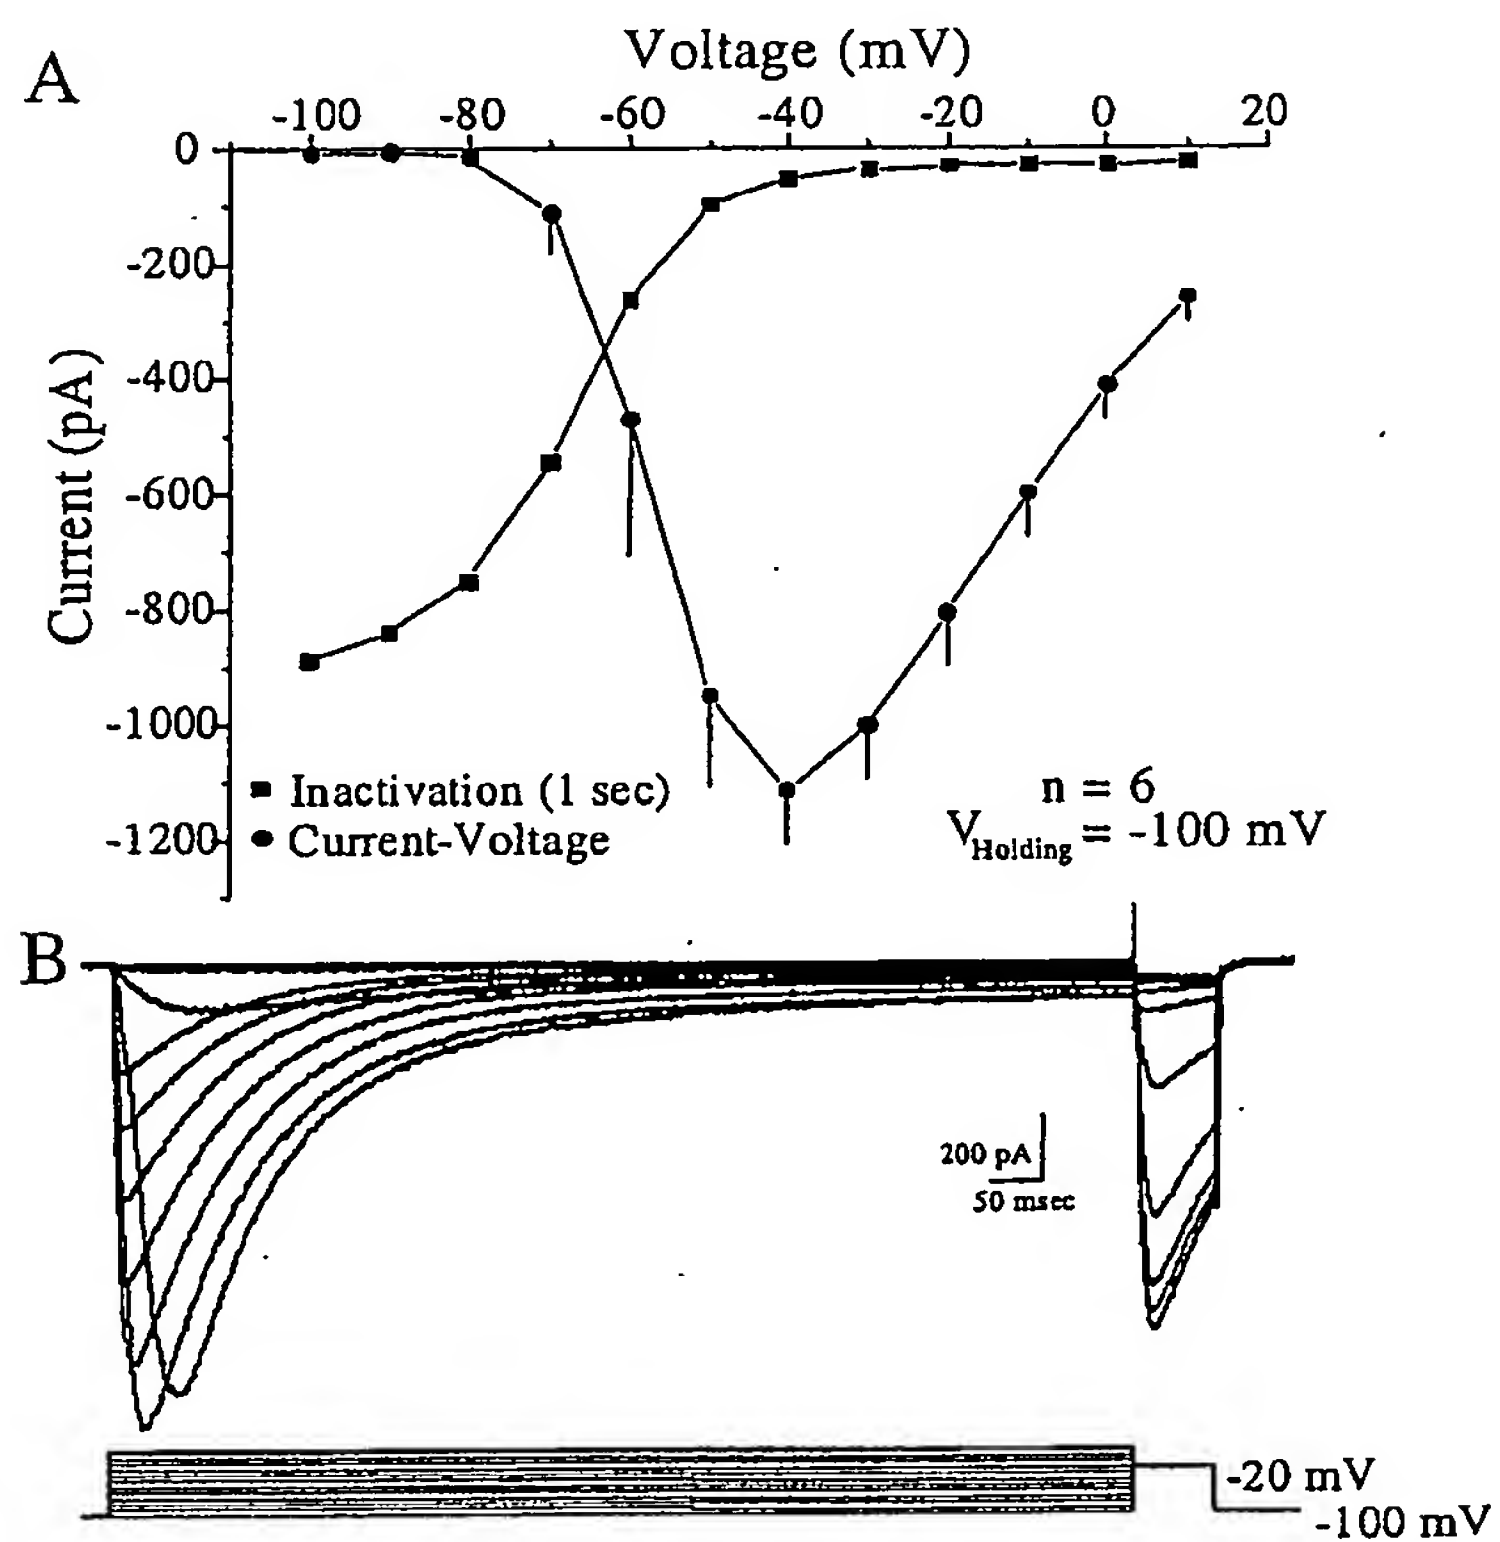 A
Voltage (mV)
-100 -80 -60 -40 -20 0 20
0
-200
-400
-600
-800
-1000
-1200
Current (pA)
Inactivation (1 sec)
Current-Voltage
n = 6
VHolding = -100 mV
B
200 pA
50 msec
-20 mV
-100 mV